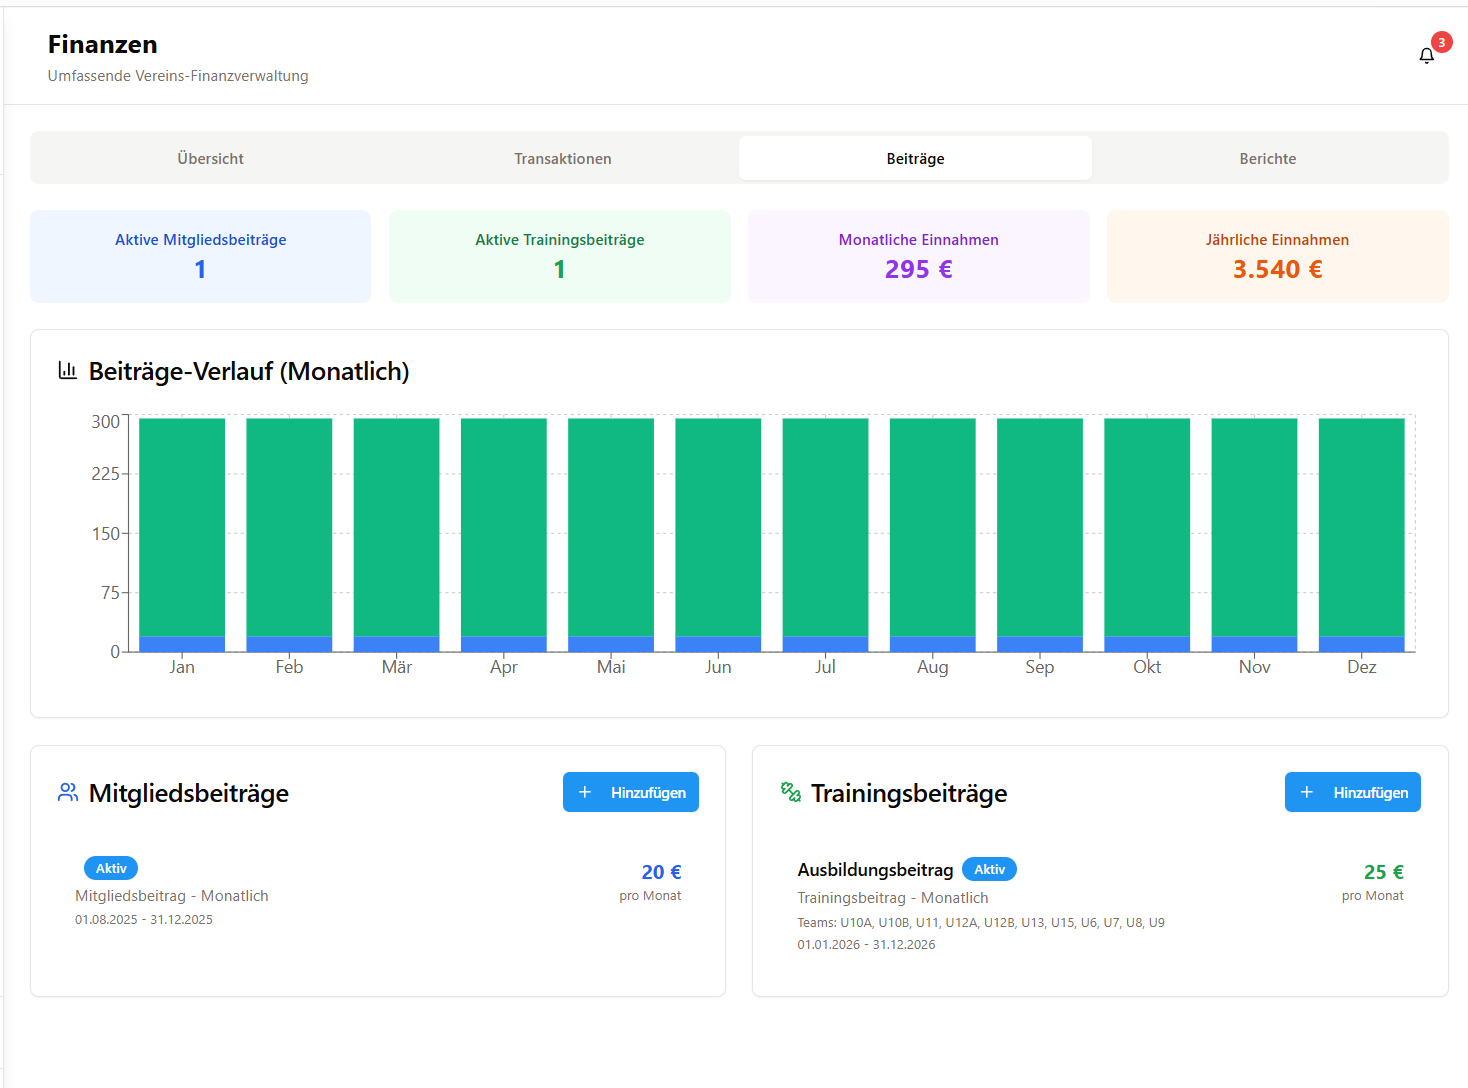 Finanzen
Umfassende Vereins-Finanzverwaltung
3
Übersicht
Transaktionen
Beiträge
Berichte
Aktive Mitgliedsbeiträge
1
Aktive Trainingsbeiträge
1
Monatliche Einnahmen
295 €
Jährliche Einnahmen
3.540 €
Beiträge-Verlauf (Monatlich)
300
225
150
75
0
Jan Feb Mär Apr Mai Jun Jul Aug Sep Okt Nov Dez
Mitgliedsbeiträge
+ Hinzufügen
Aktiv
20 €
Mitgliedsbeitrag - Monatlich
pro Monat
01.08.2025 - 31.12.2025
Trainingsbeiträge
+ Hinzufügen
Ausbildungsbeitrag Aktiv
25 €
Trainingsbeitrag - Monatlich
pro Monat
Teams: U10A, U10B, U11, U12A, U12B, U13, U15, U6, U7, U8, U9
01.01.2026 - 31.12.2026